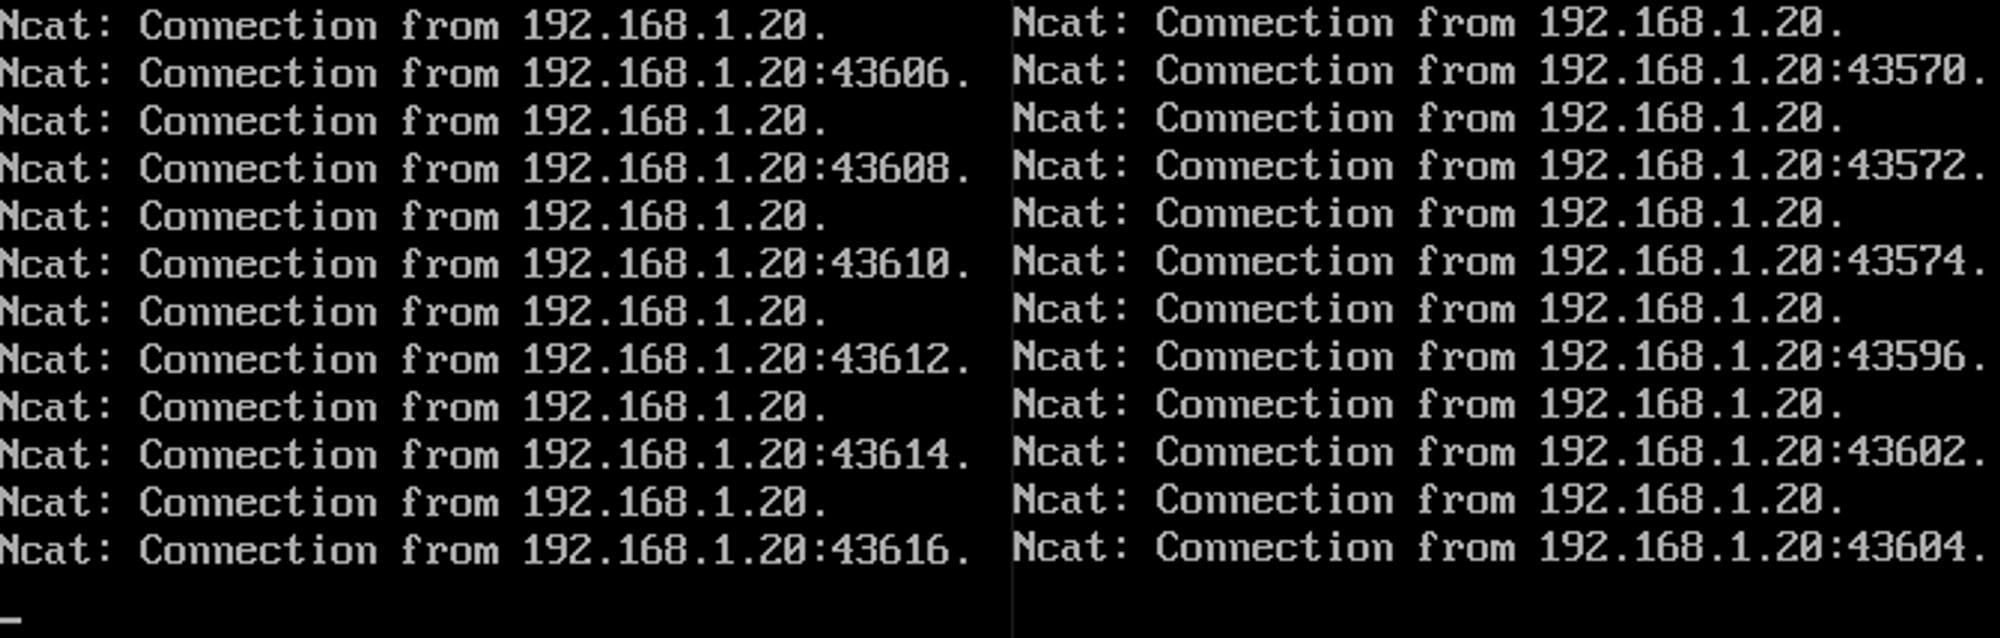 Ncat: Connection from 192.168.1.20.
Ncat: Connection from 192.168.1.20:43606.
Ncat: Connection from 192.168.1.20.
Ncat: Connection from 192.168.1.20:43608.
Ncat: Connection from 192.168.1.20.
Ncat: Connection from 192.168.1.20:43610.
Ncat: Connection from 192.168.1.20.
Ncat: Connection from 192.168.1.20:43612.
Ncat: Connection from 192.168.1.20.
Ncat: Connection from 192.168.1.20:43614.
Ncat: Connection from 192.168.1.20.
Ncat: Connection from 192.168.1.20:43616.
Ncat: Connection from 192.168.1.20.
Ncat: Connection from 192.168.1.20:43570.
Ncat: Connection from 192.168.1.20.
Ncat: Connection from 192.168.1.20:43572.
Ncat: Connection from 192.168.1.20.
Ncat: Connection from 192.168.1.20:43574.
Ncat: Connection from 192.168.1.20.
Ncat: Connection from 192.168.1.20:43596.
Ncat: Connection from 192.168.1.20.
Ncat: Connection from 192.168.1.20:43602.
Ncat: Connection from 192.168.1.20.
Ncat: Connection from 192.168.1.20:43604.